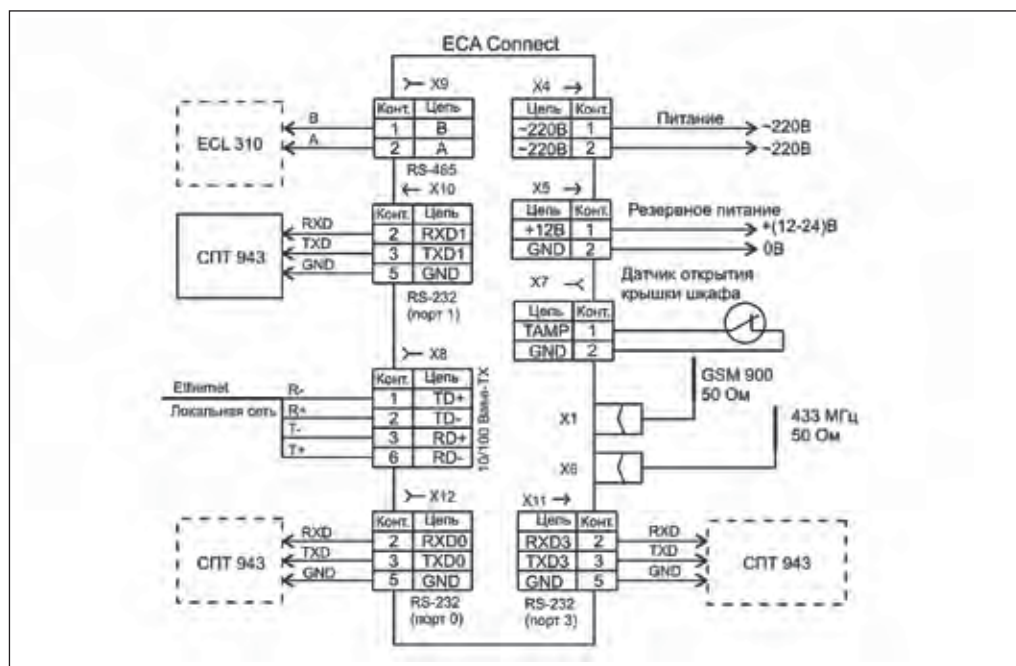 ECA Connect
X9
Конт. Цепь
1 B
2 A
RS-485
B
A
ECL 310
X10
Конт. Цепь
2 RXD1
3 TXD1
5 GND
RS-232
(порт 1)
RXD
TXD
GND
СПТ 943
X8
Конт. Цепь
1 TD+
2 TD-
3 RD+
6 RD-
10/100 Base-TX
Ethernet
Локальная сеть
R-
R+
T-
T+
X12
Конт. Цепь
2 RXD0
3 TXD0
5 GND
RS-232
(порт 0)
RXD
TXD
GND
СПТ 943
X4
Цепь Конт.
~220В 1
~220В 2
Питание
~220В
~220В
X5
Цепь Конт.
+12В 1
GND 2
Резервное питание
+(12-24)В
0В
X7
Цепь Конт.
TAMP 1
GND 2
Датчик открытия
крышки шкафа
X1
GSM 900
50 Ом
X6
433 МГц
50 Ом
X11
Цепь Конт.
RXD3 2
TXD3 3
GND 5
RS-232
(порт 3)
RXD
TXD
GND
СПТ 943